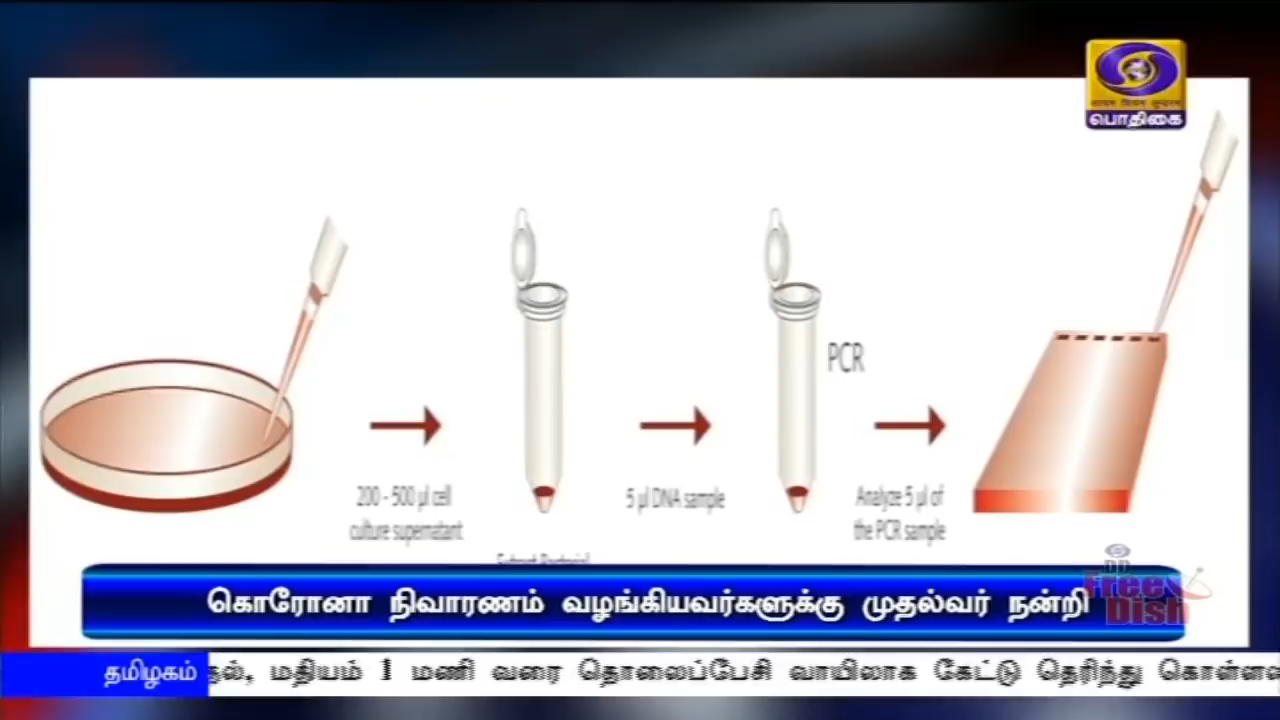 பொதிகை
PCR
200 - 500 µl cell
culture supernatant
5 µl DNA sample
Analyze 5 µl of
the PCR sample
DD
Free
Dish
கொரோனா நிவாரணம் வழங்கியவர்களுக்கு முதல்வர் நன்றி
தமிழகம்
மதியம் 1 மணி வரை தொலைப்பேசி வாயிலாக கேட்டு தெரிந்து